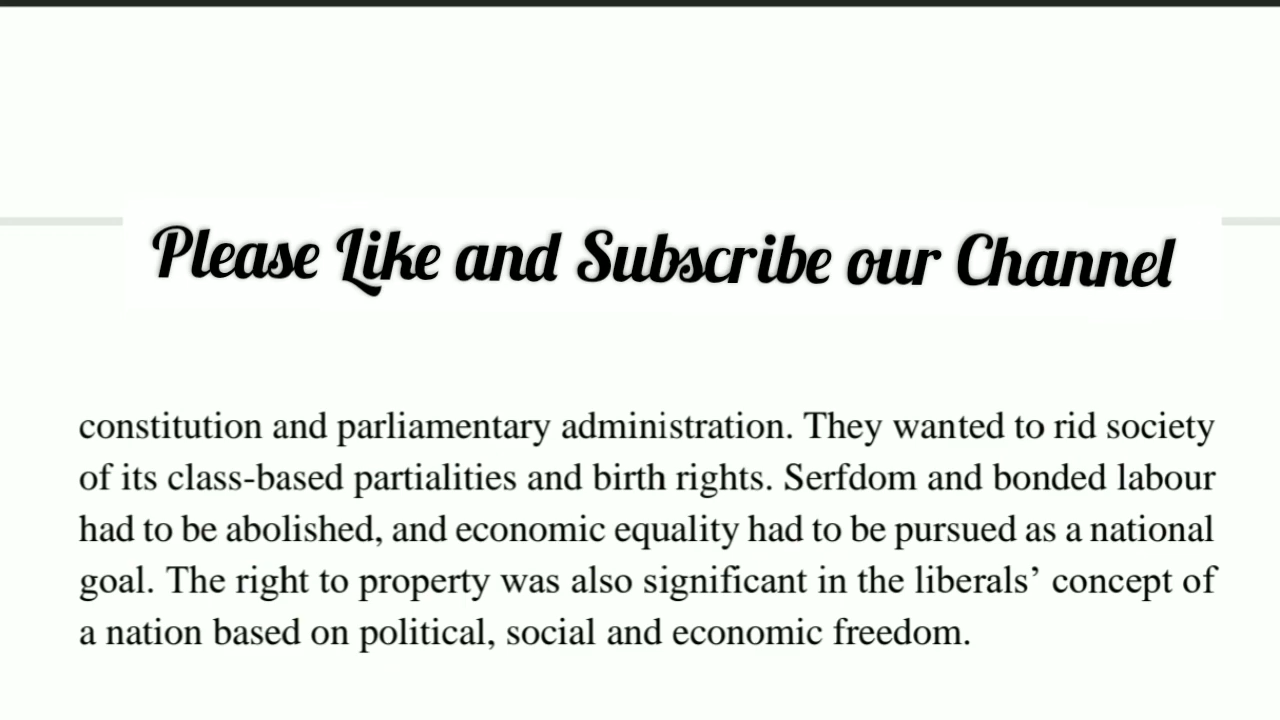 Please Like and Subscribe our Channel
constitution and parliamentary administration. They wanted to rid society
of its class-based partialities and birth rights. Serfdom and bonded labour
had to be abolished, and economic equality had to be pursued as a national
goal. The right to property was also significant in the liberals’ concept of
a nation based on political, social and economic freedom.